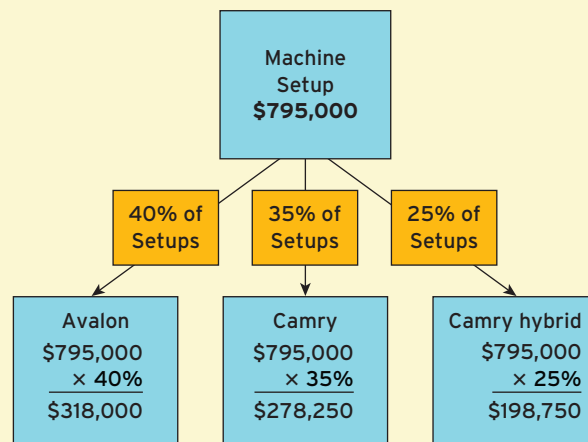 Machine
Setup
$795,000
40% of
Setups
35% of
Setups
25% of
Setups
Avalon
$795,000
× 40%
$318,000
Camry
$795,000
× 35%
$278,250
Camry hybrid
$795,000
× 25%
$198,750